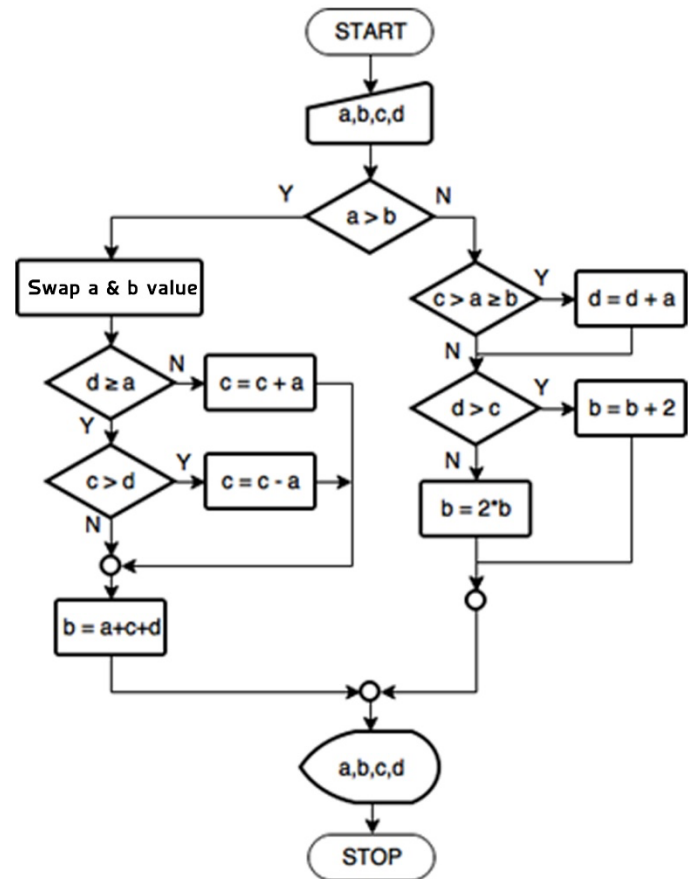 START
a,b,c,d
Y
N
a > b
Swap a & b value
c > a ≥ b
Y
d = d + a
N
d ≥ a
N
c = c + a
Y
d > c
Y
b = b + 2
N
c > d
Y
c = c - a
N
b = 2*b
b = a+c+d
a,b,c,d
STOP